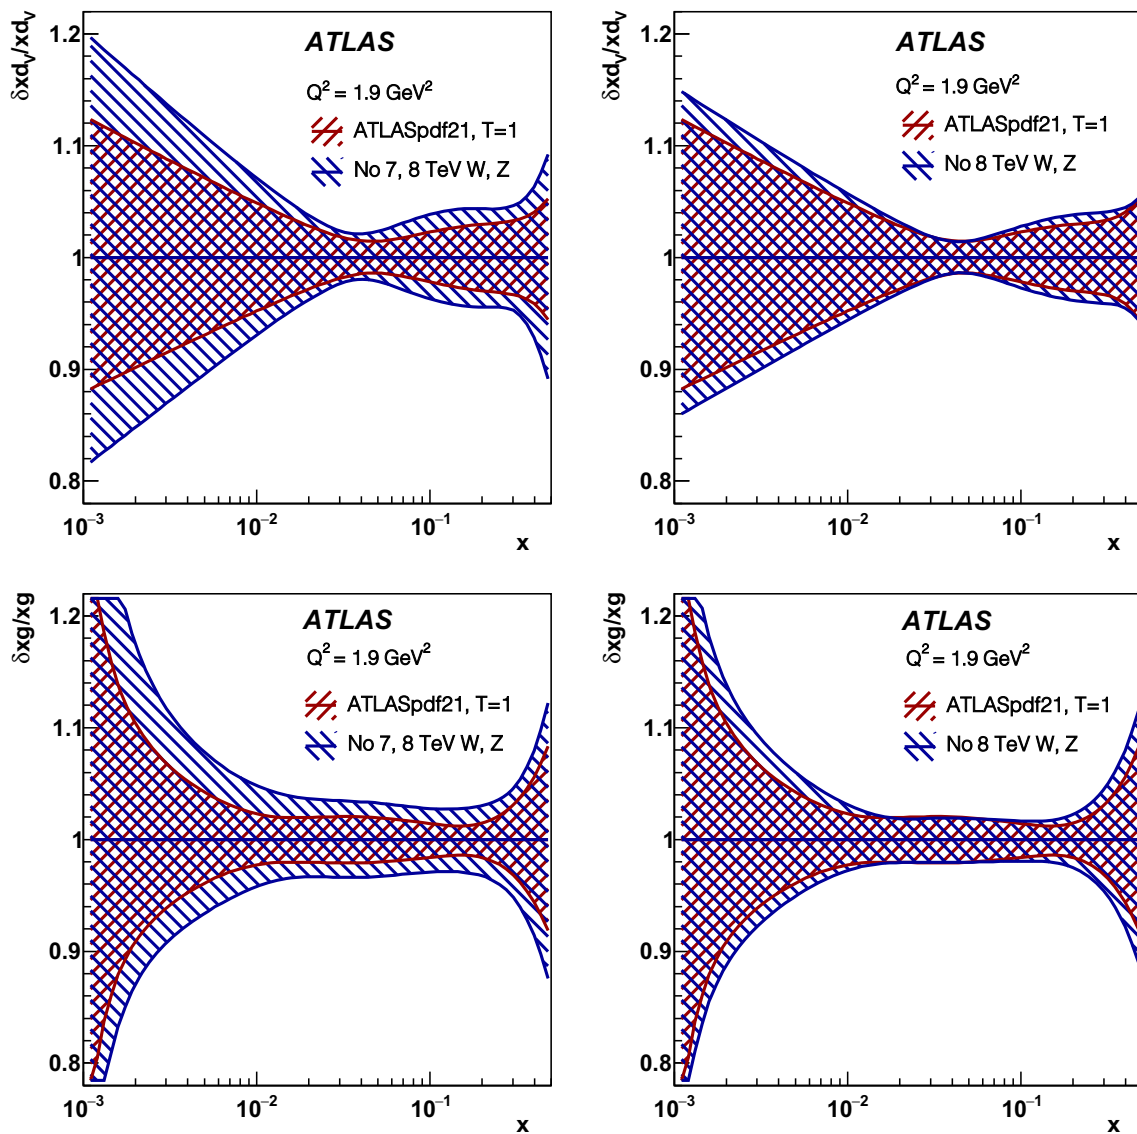 δxd_V/xd_V
1.2
1.1
1
0.9
0.8
ATLAS
Q² = 1.9 GeV²
ATLASpdf21, T=1
No 7, 8 TeV W, Z
10⁻³
10⁻²
10⁻¹
x
δxd_V/xd_V
1.2
1.1
1
0.9
0.8
ATLAS
Q² = 1.9 GeV²
ATLASpdf21, T=1
No 8 TeV W, Z
10⁻³
10⁻²
10⁻¹
x
δxg/xg
1.2
1.1
1
0.9
0.8
ATLAS
Q² = 1.9 GeV²
ATLASpdf21, T=1
No 7, 8 TeV W, Z
10⁻³
10⁻²
10⁻¹
x
δxg/xg
1.2
1.1
1
0.9
0.8
ATLAS
Q² = 1.9 GeV²
ATLASpdf21, T=1
No 8 TeV W, Z
10⁻³
10⁻²
10⁻¹
x